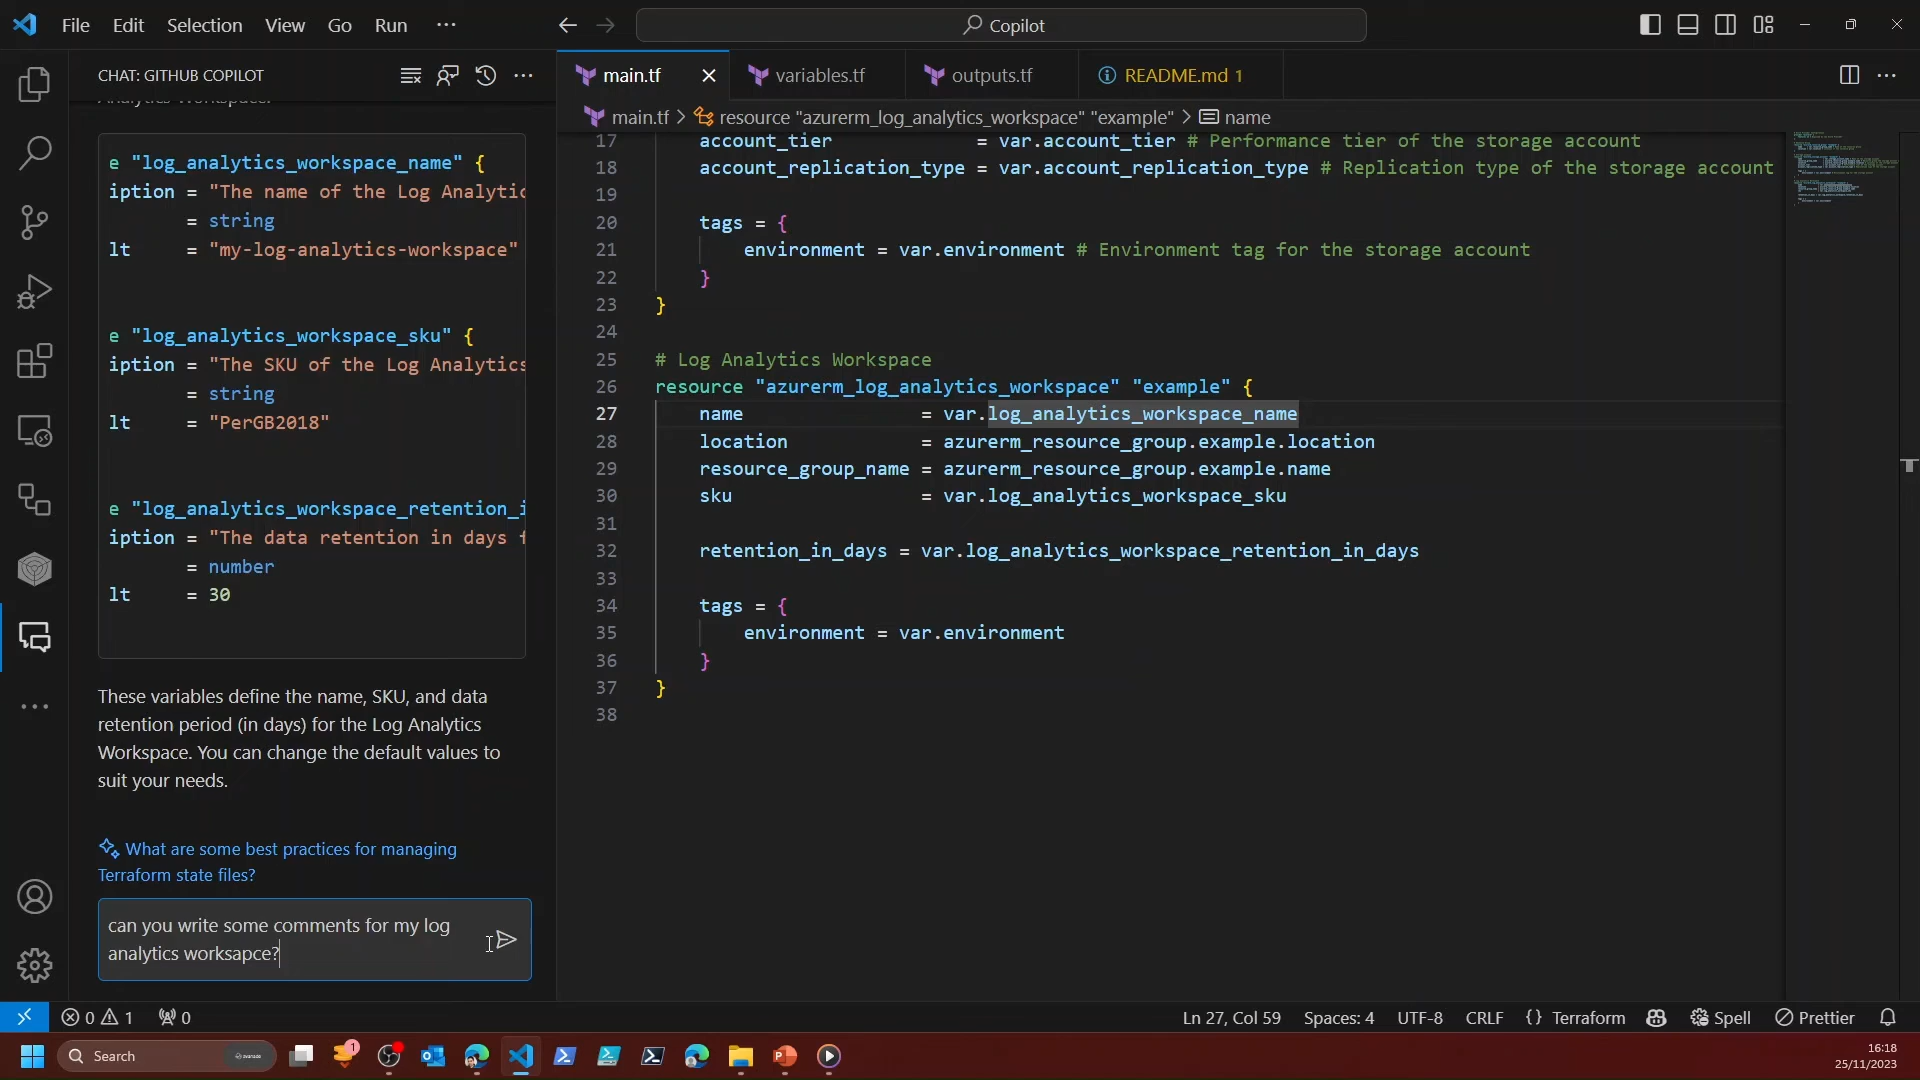 File Edit Selection View Go Run ···
Copilot
CHAT: GITHUB COPILOT
main.tf
variables.tf
outputs.tf
README.md 1
main.tf > resource "azurerm_log_analytics_workspace" "example" > name
Analytics Workspace.
e "log_analytics_workspace_name" {
iption = "The name of the Log Analytic
= string
lt = "my-log-analytics-workspace"
e "log_analytics_workspace_sku" {
iption = "The SKU of the Log Analytics
= string
lt = "PerGB2018"
e "log_analytics_workspace_retention_i
iption = "The data retention in days f
= number
lt = 30
These variables define the name, SKU, and data
retention period (in days) for the Log Analytics
Workspace. You can change the default values to
suit your needs.
What are some best practices for managing
Terraform state files?
can you write some comments for my log
analytics worksapce?
17 account_tier = var.account_tier # Performance tier of the storage account
18 account_replication_type = var.account_replication_type # Replication type of the storage account
19
20 tags = {
21 environment = var.environment # Environment tag for the storage account
22 }
23 }
24
25 # Log Analytics Workspace
26 resource "azurerm_log_analytics_workspace" "example" {
27 name = var.log_analytics_workspace_name
28 location = azurerm_resource_group.example.location
29 resource_group_name = azurerm_resource_group.example.name
30 sku = var.log_analytics_workspace_sku
31
32 retention_in_days = var.log_analytics_workspace_retention_in_days
33
34 tags = {
35 environment = var.environment
36 }
37 }
38
0 1 0
Ln 27, Col 59 Spaces: 4 UTF-8 CRLF {} Terraform Spell Prettier
Search
1
16:18
25/11/2023